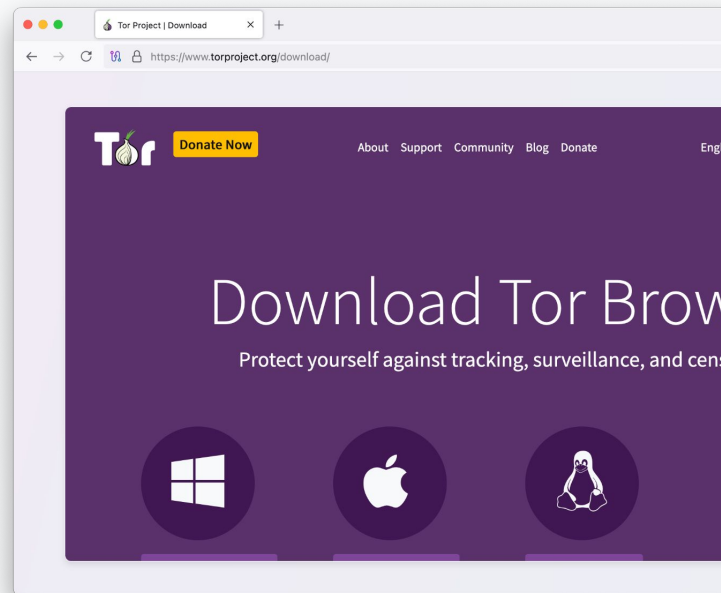 Tor Project | Download
https://www.torproject.org/download/
Tor
Donate Now
About Support Community Blog Donate
Engl
Download Tor Brow
Protect yourself against tracking, surveillance, and cens